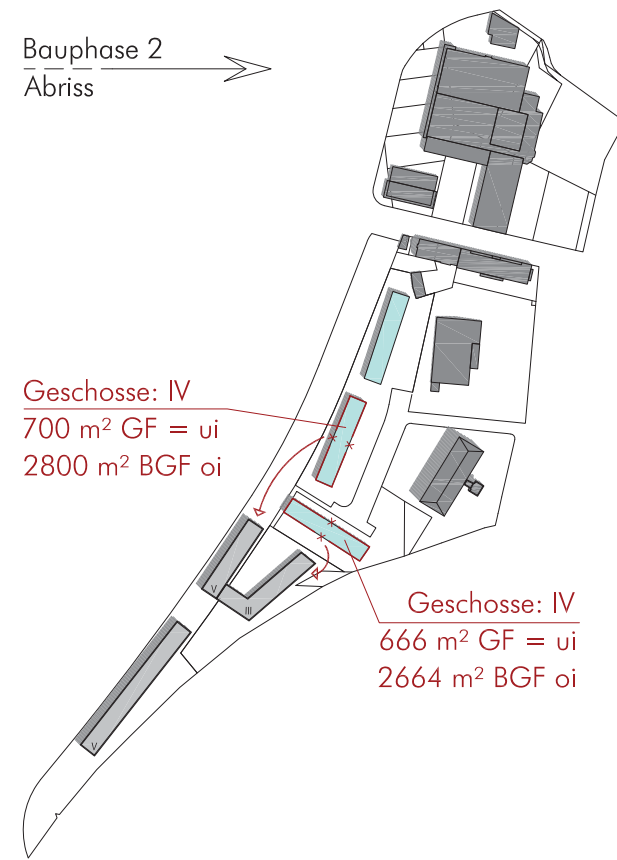 Bauphase 2
Abriss
Geschosse: IV
700 m² GF = ui
2800 m² BGF oi
V
III
Geschosse: IV
666 m² GF = ui
2664 m² BGF oi
V